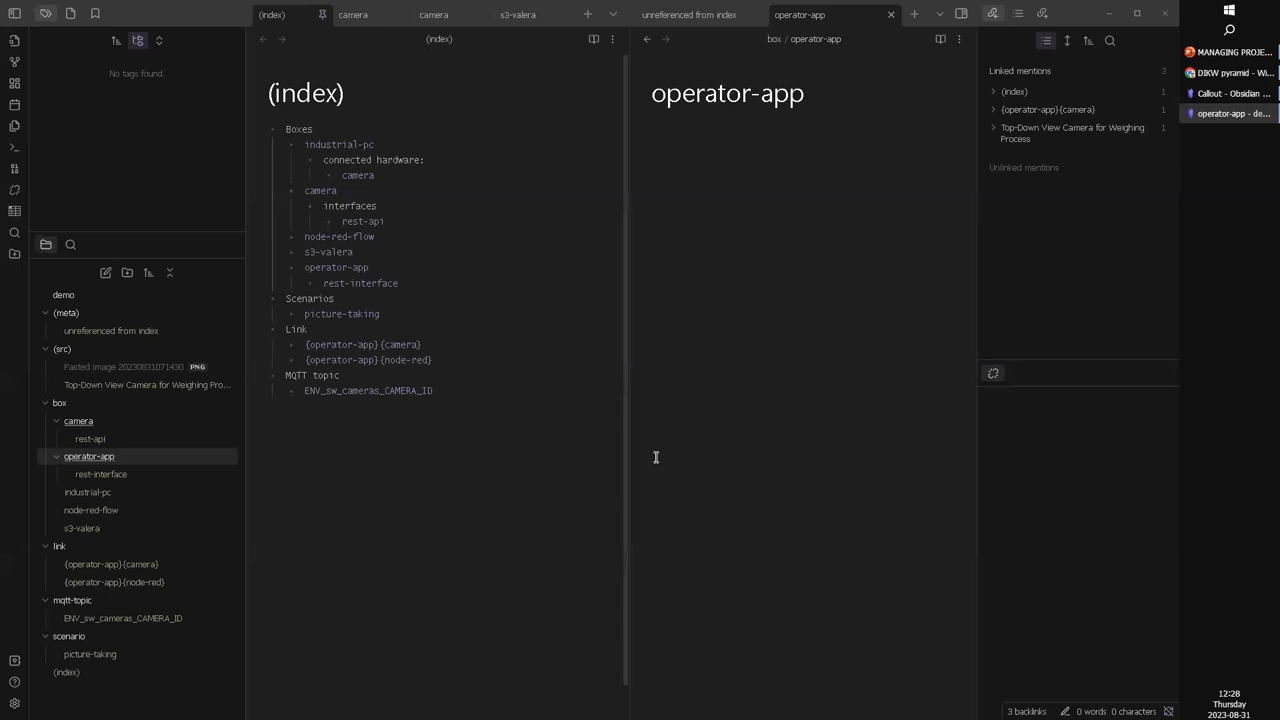 (index)
camera
camera
s3-valera
unreferenced from index
operator-app
No tags found.
(index)
box / operator-app
(index)
Boxes
industrial-pc
connected hardware:
camera
camera
interfaces
rest-api
node-red-flow
s3-valera
operator-app
rest-interface
Scenarios
picture-taking
Link
{operator-app}{camera}
{operator-app}{node-red}
MQTT topic
ENV_sw_cameras_CAMERA_ID
operator-app
Linked mentions 3
(index) 1
{operator-app}{camera} 1
Top-Down View Camera for Weighing 1
Process
Unlinked mentions
demo
(meta)
unreferenced from index
(src)
Pasted image 20230831071430 PNG
Top-Down View Camera for Weighing Pro...
box
camera
rest-api
operator-app
rest-interface
industrial-pc
node-red-flow
s3-valera
link
{operator-app}{camera}
{operator-app}{node-red}
mqtt-topic
ENV_sw_cameras_CAMERA_ID
scenario
picture-taking
(index)
3 backlinks 0 words 0 characters
MANAGING PROJE...
DIKW pyramid - Wi...
Callout - Obsidian ...
operator-app - de...
12:28
Thursday
2023-08-31